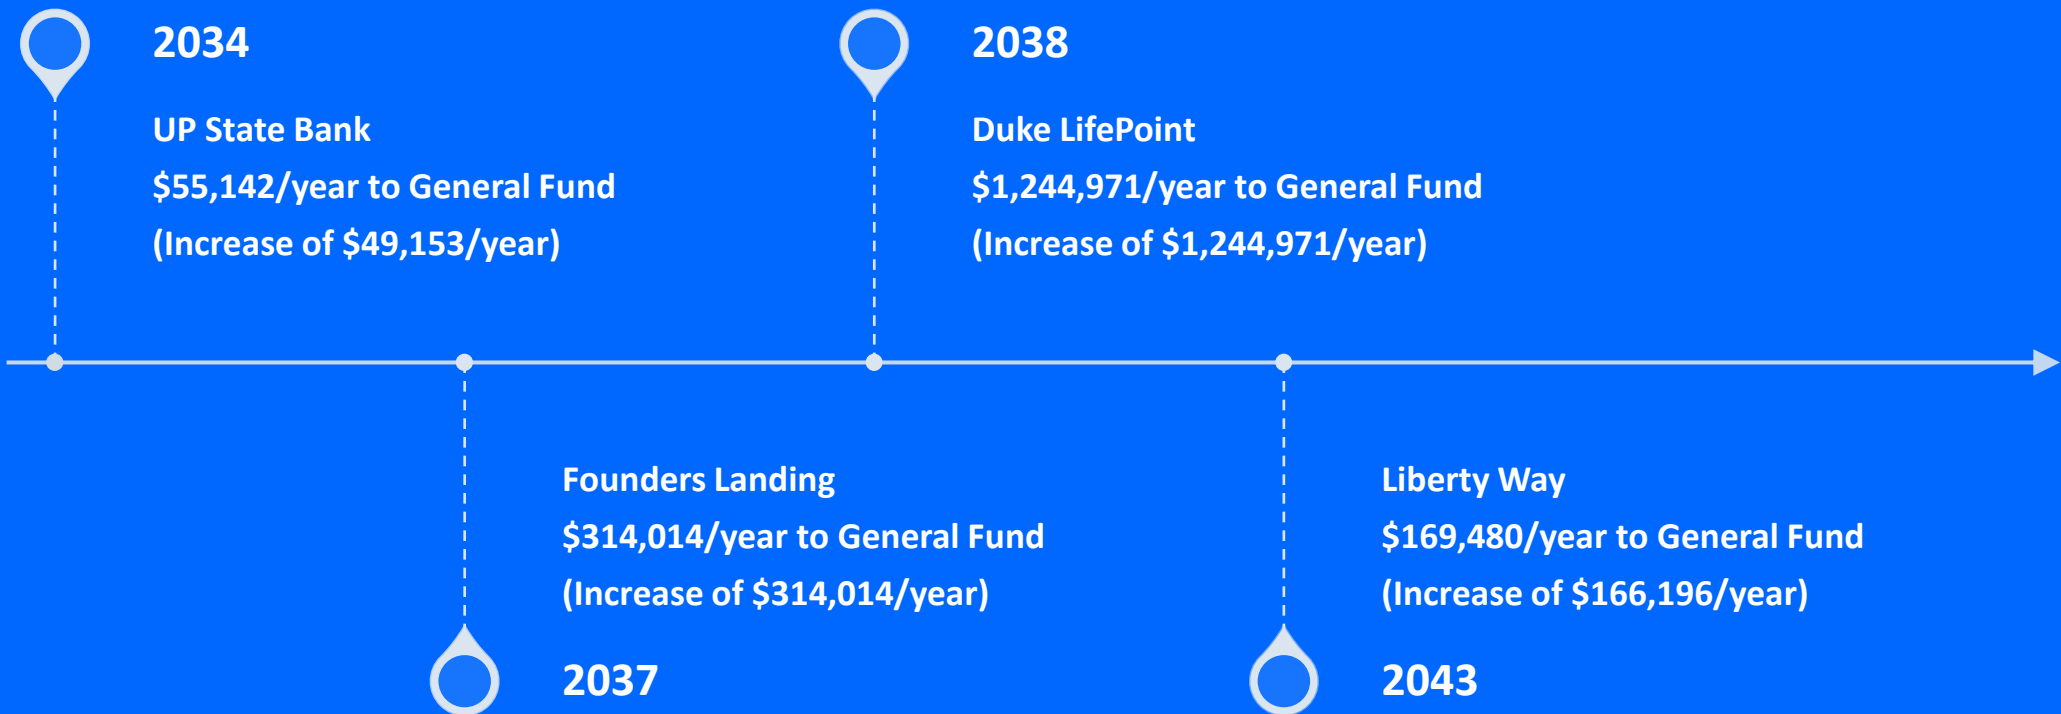 2034
UP State Bank
$55,142/year to General Fund
(Increase of $49,153/year)
Founders Landing
$314,014/year to General Fund
(Increase of $314,014/year)
2037
2038
Duke LifePoint
$1,244,971/year to General Fund
(Increase of $1,244,971/year)
Liberty Way
$169,480/year to General Fund
(Increase of $166,196/year)
2043